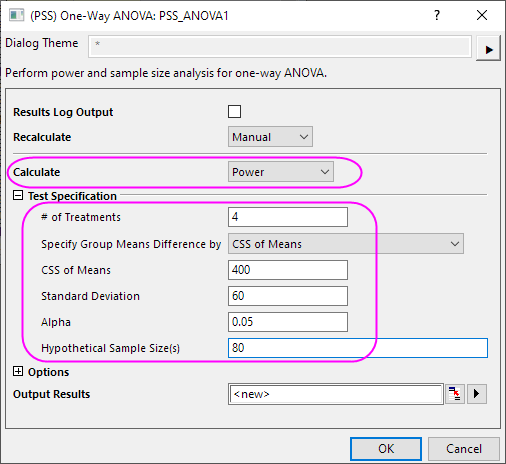 (PSS) One-Way ANOVA: PSS_ANOVA1 ? ×
Dialog Theme *
Perform power and sample size analysis for one-way ANOVA.
Results Log Output
Recalculate Manual
Calculate Power
Test Specification
# of Treatments 4
Specify Group Means Difference by CSS of Means
CSS of Means 400
Standard Deviation 60
Alpha 0.05
Hypothetical Sample Size(s) 80
Options
Output Results <new>
OK Cancel